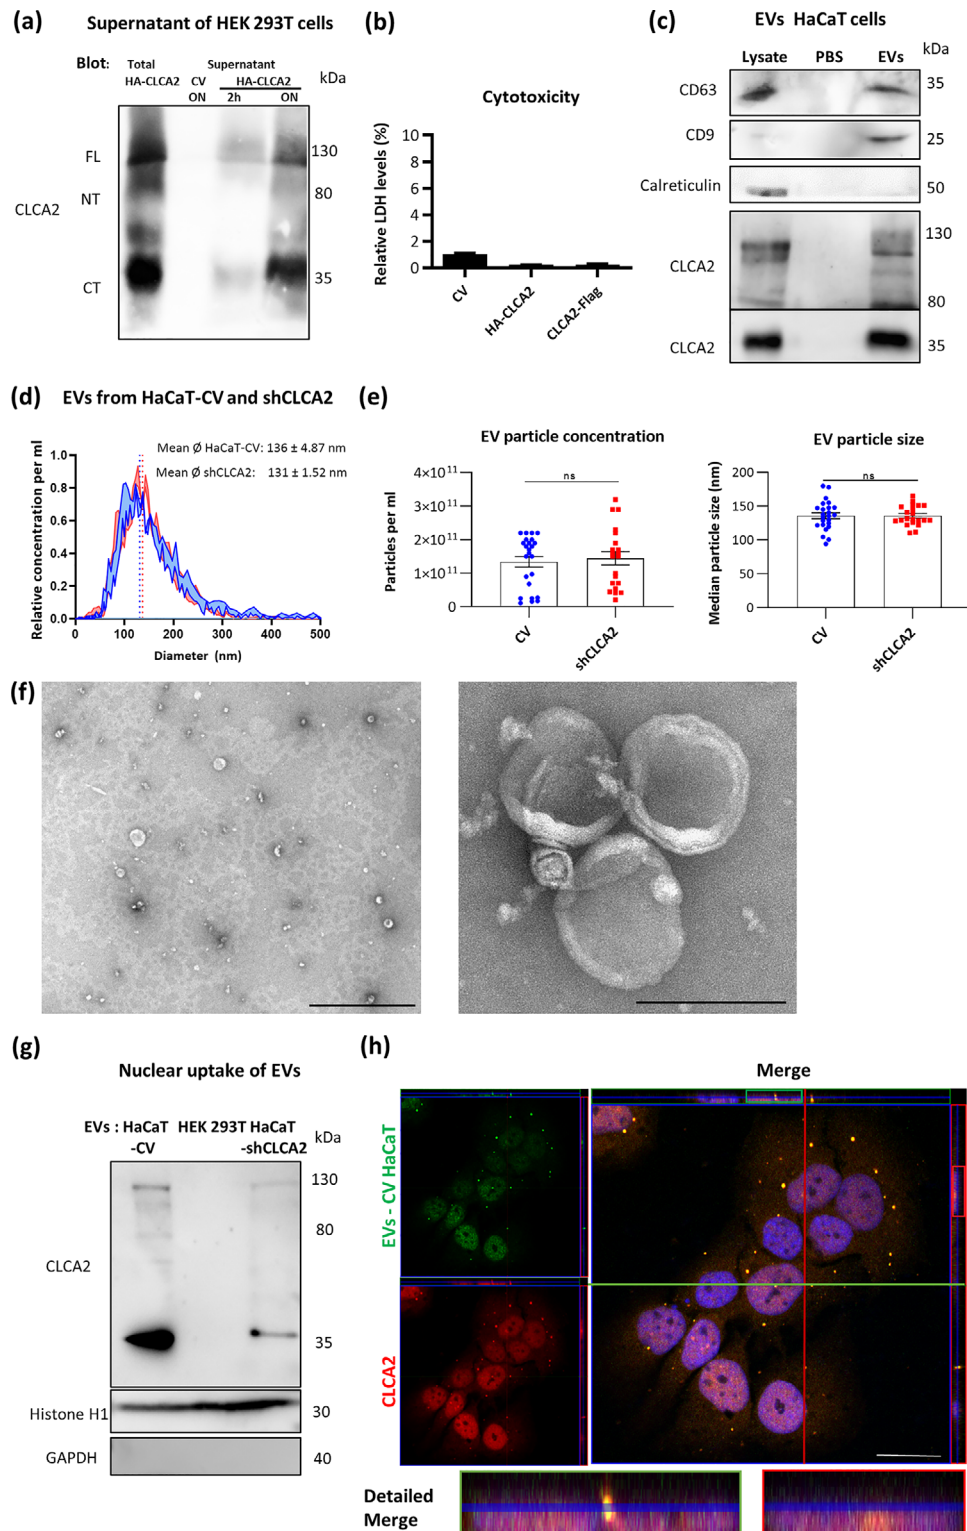 (a)
Supernatant of HEK 293T cells
Blot:
Total
HA-CLCA2
Supernatant
CV
ON
HA-CLCA2
2h
ON
kDa
FL
NT
CLCA2
CT
130
80
35
(b)
Cytotoxicity
Relative LDH levels (%)
10
8
6
4
2
0
CV
HA-CLCA2
CLCA2-Flag
(c)
EVs HaCaT cells
Lysate
PBS
EVs
kDa
CD63
35
CD9
25
Calreticulin
50
130
CLCA2
80
CLCA2
35
(d)
EVs from HaCaT-CV and shCLCA2
Mean Ø HaCaT-CV: 136 ± 4.87 nm
Mean Ø shCLCA2: 131 ± 1.52 nm
Relative concentration per ml
1.0
0.8
0.6
0.4
0.2
0.0
0
100
200
300
400
500
Diameter (nm)
(e)
EV particle concentration
Particles per ml
4×10¹¹
3×10¹¹
2×10¹¹
1×10¹¹
0
ns
CV
shCLCA2
EV particle size
Median particle size (nm)
200
150
100
50
0
ns
CV
shCLCA2
(f)
(g)
Nuclear uptake of EVs
EVs : HaCaT HEK 293T HaCaT
-CV -shCLCA2
kDa
130
80
CLCA2
35
Histone H1
30
GAPDH
40
(h)
Merge
EVs - CV HaCaT
CLCA2
Detailed
Merge